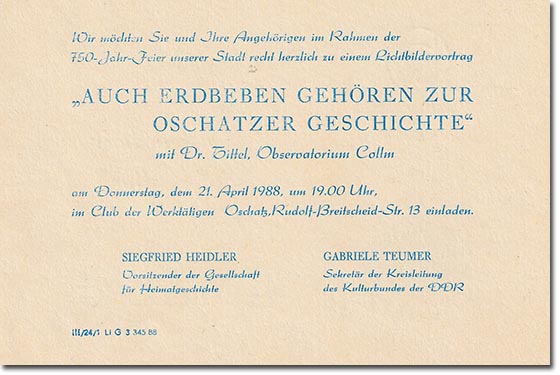 Wir möchten Sie und Ihre Angehörigen im Rahmen der
750-Jahr-Feier unserer Stadt recht herzlich zu einem Lichtbildervortrag
„AUCH ERDBEBEN GEHÖREN ZUR
OSCHATZER GESCHICHTE“
mit Dr. Tittel, Observatorium Collm
am Donnerstag, dem 21. April 1988, um 19.00 Uhr,
im Club der Werktätigen Oschatz, Rudolf-Breitscheid-Str. 13 einladen.
SIEGFRIED HEIDLER
Vorsitzender der Gesellschaft
für Heimatgeschichte
GABRIELE TEUMER
Sekretär der Kreisleitung
des Kulturbundes der DDR
III/24/1 Li G 3 345 88